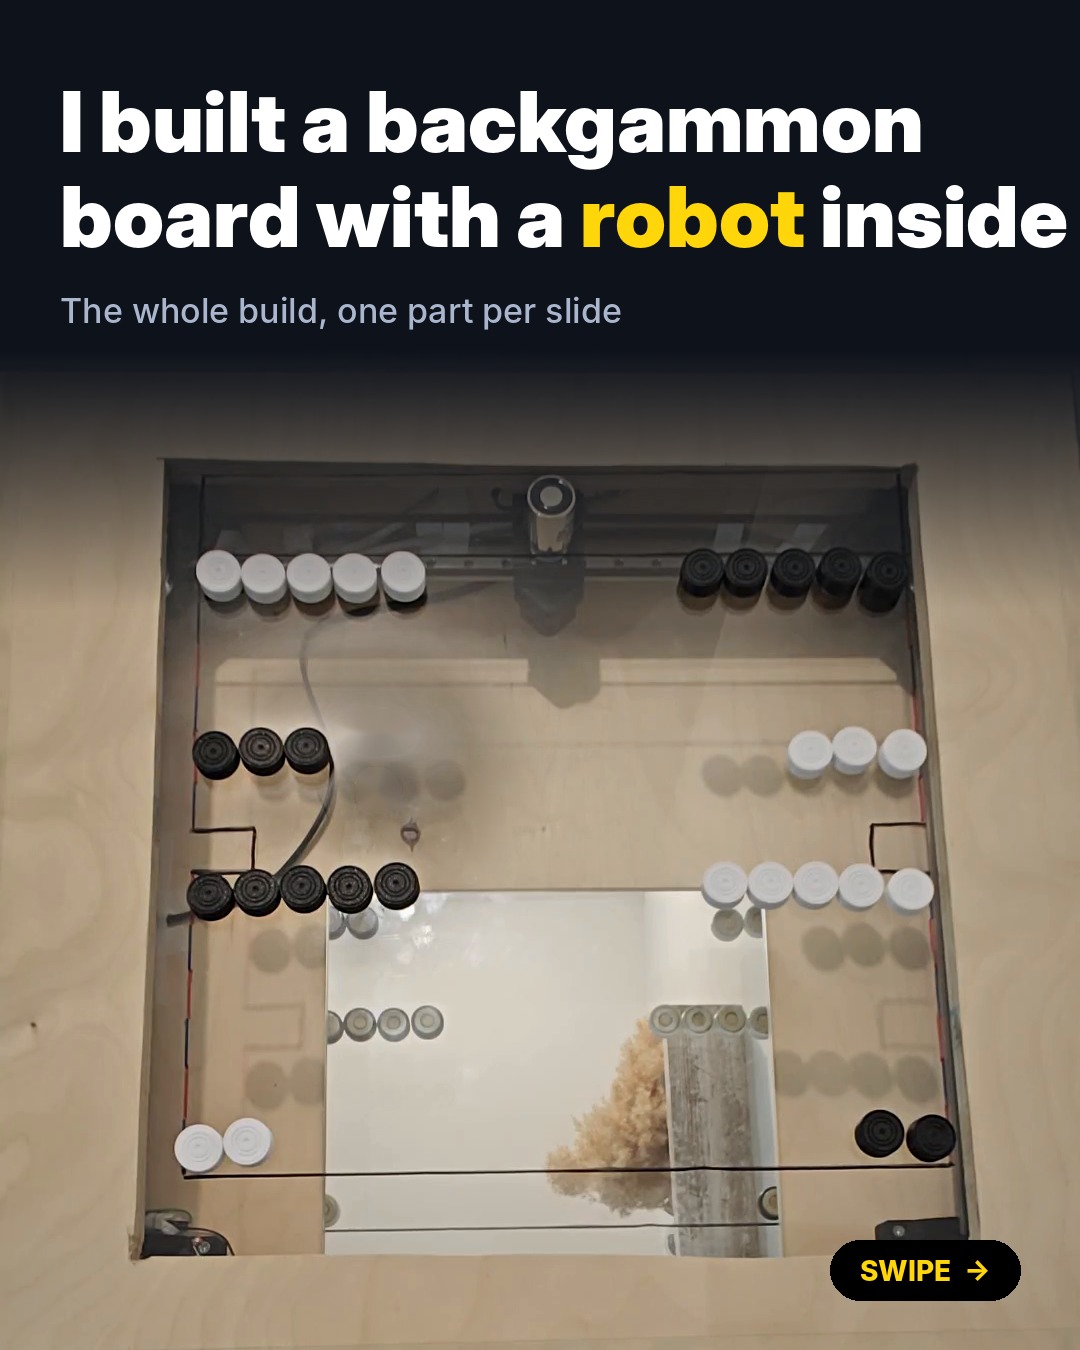 I built a backgammon
board with a robot inside
The whole build, one part per slide
SWIPE →